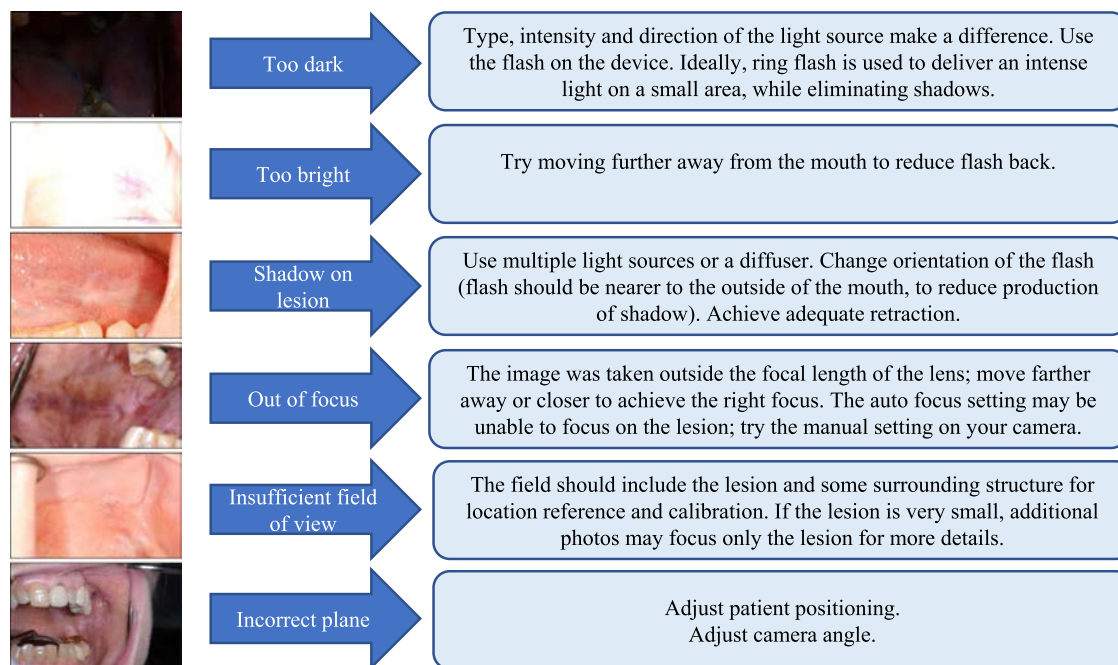 Too dark
Type, intensity and direction of the light source make a difference. Use
the flash on the device. Ideally, ring flash is used to deliver an intense
light on a small area, while eliminating shadows.
Too bright
Try moving further away from the mouth to reduce flash back.
Shadow on
lesion
Use multiple light sources or a diffuser. Change orientation of the flash
(flash should be nearer to the outside of the mouth, to reduce production
of shadow). Achieve adequate retraction.
Out of focus
The image was taken outside the focal length of the lens; move farther
away or closer to achieve the right focus. The auto focus setting may be
unable to focus on the lesion; try the manual setting on your camera.
Insufficient field
of view
The field should include the lesion and some surrounding structure for
location reference and calibration. If the lesion is very small, additional
photos may focus only the lesion for more details.
Incorrect plane
Adjust patient positioning.
Adjust camera angle.